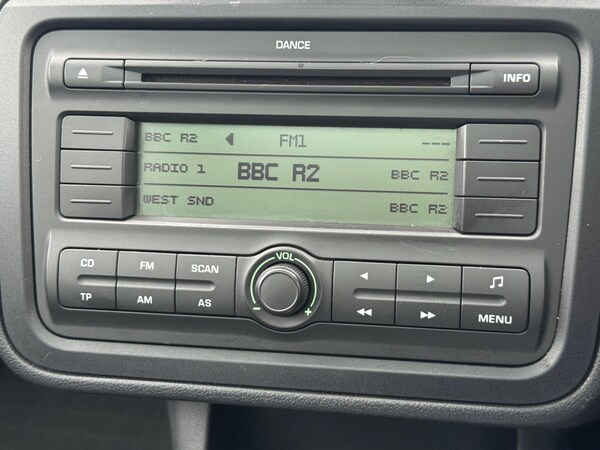 DANCE
INFO
BBC R2 FM1 ---
RADIO 1 BBC R2 BBC R2
WEST SND BBC R2
CD FM SCAN VOL
TP AM AS - + MENU